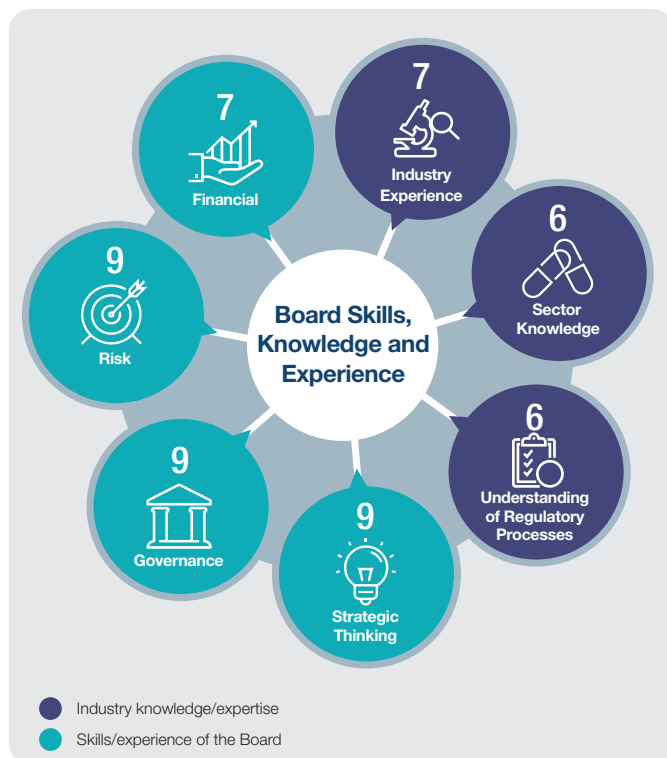 7
Financial
7
Industry
Experience
9
Risk
Board Skills,
Knowledge and
Experience
6
Sector
Knowledge
9
Governance
9
Strategic
Thinking
6
Understanding
of Regulatory
Processes
Industry knowledge/expertise
Skills/experience of the Board